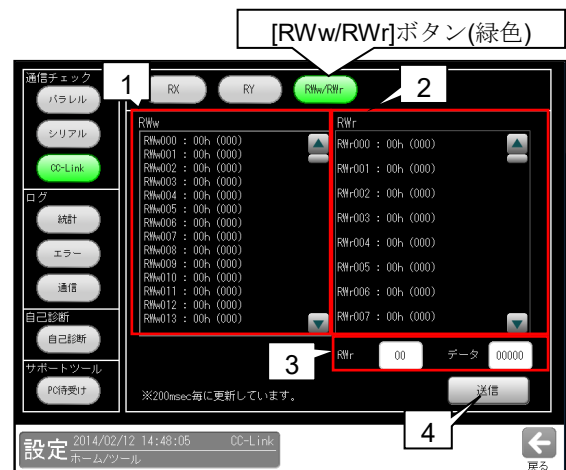 [RWw/RWr]ボタン(緑色)
通信チェック
パラレル
シリアル
CC-Link
ログ
統計
エラー
通信
自己診断
自己診断
サポートツール
PC待受け
1
RX
RY
RWw/RWr
2
RWw
RWw000 : 00h (000)
RWw001 : 00h (000)
RWw002 : 00h (000)
RWw003 : 00h (000)
RWw004 : 00h (000)
RWw005 : 00h (000)
RWw006 : 00h (000)
RWw007 : 00h (000)
RWw008 : 00h (000)
RWw009 : 00h (000)
RWw010 : 00h (000)
RWw011 : 00h (000)
RWw012 : 00h (000)
RWw013 : 00h (000)
RWr
RWr000 : 00h (000)
RWr001 : 00h (000)
RWr002 : 00h (000)
RWr003 : 00h (000)
RWr004 : 00h (000)
RWr005 : 00h (000)
RWr006 : 00h (000)
RWr007 : 00h (000)
3
RWr 00 データ 00000
※200msec毎に更新しています。
送信
4
設定 2014/02/12 14:48:05 CC-Link
ホーム/ツール
戻る